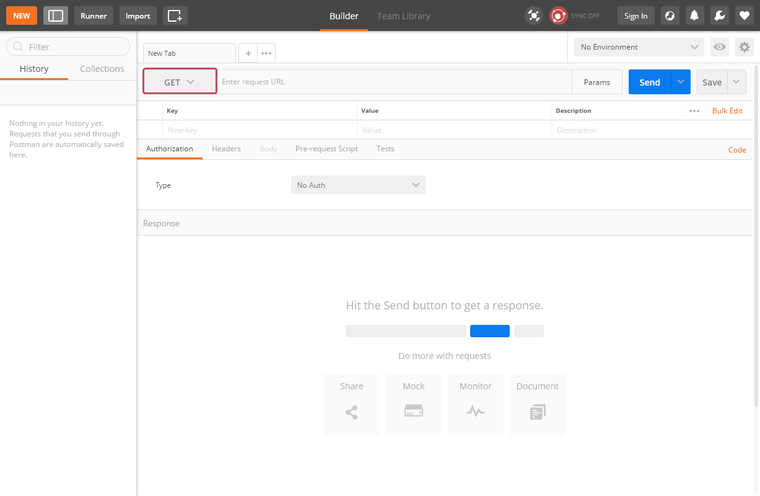 NEW Runner Import Builder Team Library SYNC OFF Sign In
Filter
History Collections
Nothing in your history yet.
Requests that you send through
Postman are automatically saved
here.
New Tab + ••• No Environment
GET Enter request URL Params Send Save
Key Value Description ••• Bulk Edit
New key Value Description
Authorization Headers Body Pre-request Script Tests Code
Type No Auth
Response
Hit the Send button to get a response.
Do more with requests
Share Mock Monitor Document